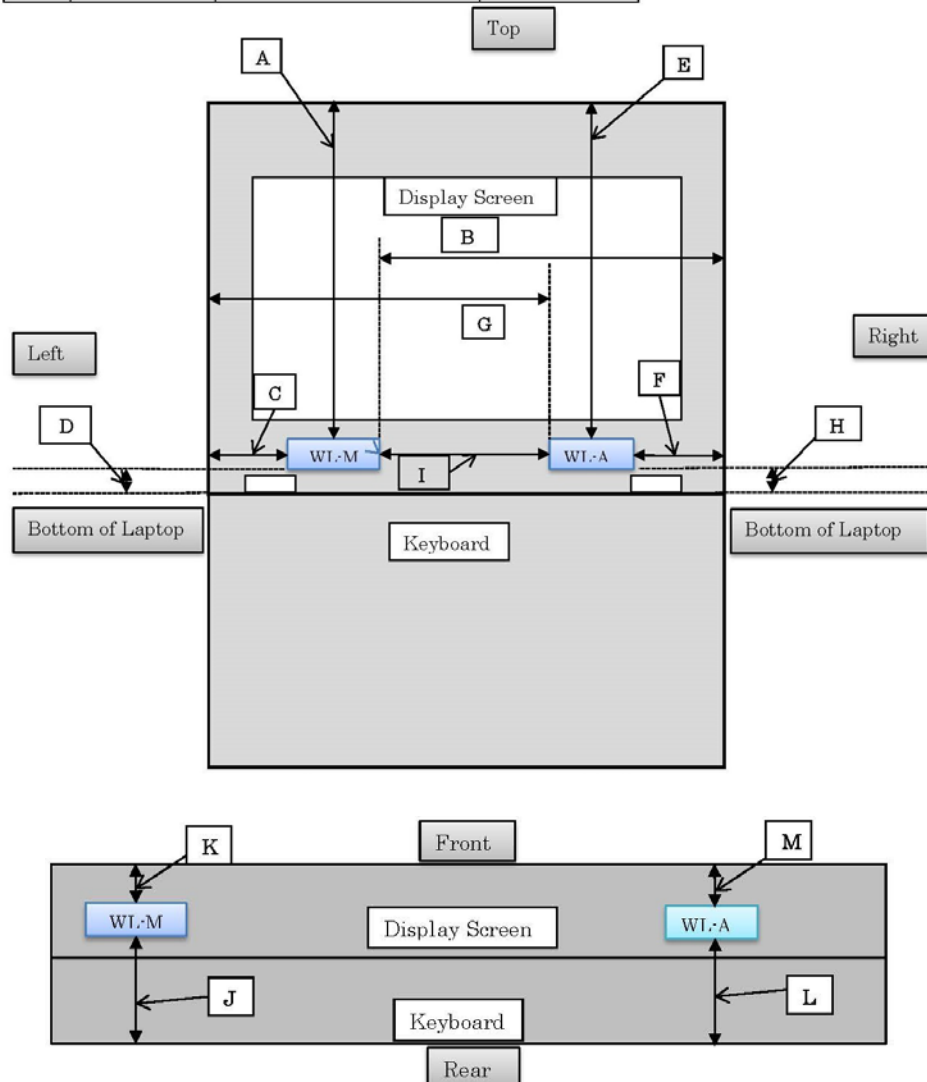 Top
A
E
Display Screen
B
G
Left
Right
C
F
D
H
WL-M
WL-A
I
Bottom of Laptop
Bottom of Laptop
Keyboard
Front
K
M
WL-M
WL-A
Display Screen
J
L
Keyboard
Rear